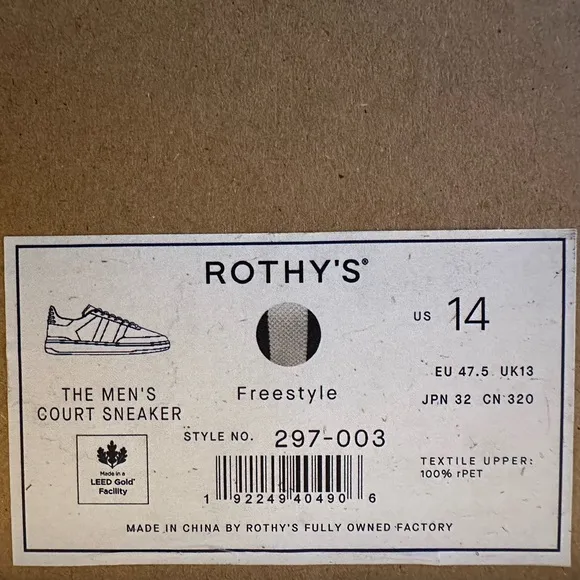 ROTHY'S®
US 14
EU 47.5 UK13
JPN 32 CN 320
THE MEN'S
COURT SNEAKER
Freestyle
STYLE NO. 297-003
Made in a
LEED Gold®
Facility
1 92249 40490 6
TEXTILE UPPER:
100% rPET
MADE IN CHINA BY ROTHY'S FULLY OWNED FACTORY